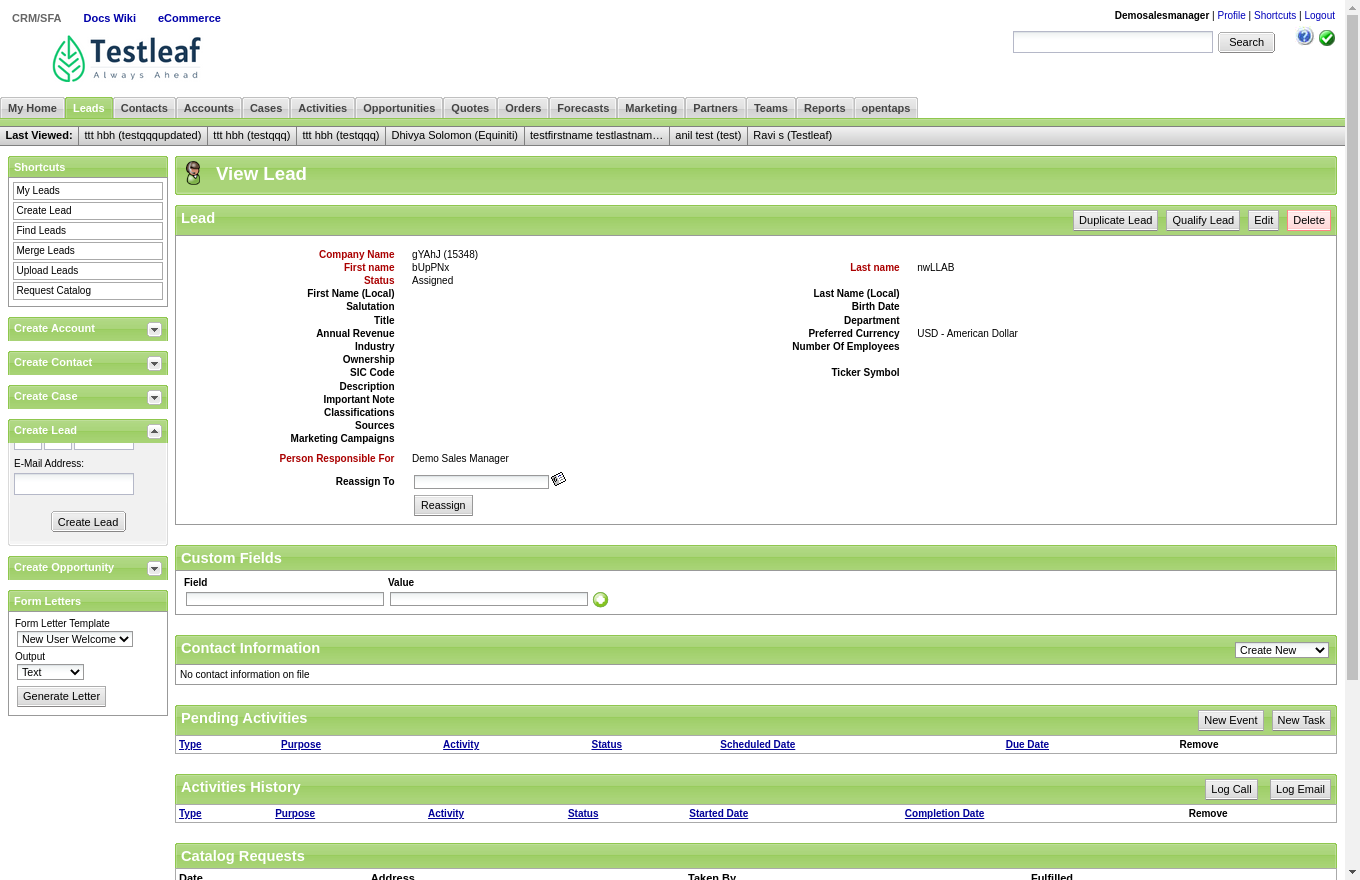 CRM/SFA Docs Wiki eCommerce
Demosalesmanager | Profile | Shortcuts | Logout
Testleaf
Always Ahead
Search
My Home Leads Contacts Accounts Cases Activities Opportunities Quotes Orders Forecasts Marketing Partners Teams Reports opentaps
Last Viewed: ttt hbh (testqqqupdated) ttt hbh (testqqq) ttt hbh (testqqq) Dhivya Solomon (Equiniti) testfirstname testlastnam… anil test (test) Ravi s (Testleaf)
Shortcuts
My Leads
Create Lead
Find Leads
Merge Leads
Upload Leads
Request Catalog
Create Account
Create Contact
Create Case
Create Lead
E-Mail Address:
Create Lead
Create Opportunity
Form Letters
Form Letter Template
New User Welcome
Output
Text
Generate Letter
View Lead
Lead Duplicate Lead Qualify Lead Edit Delete
Company Name gYAhJ (15348)
First name bUpPNx Last name nwLLAB
Status Assigned
First Name (Local) Last Name (Local)
Salutation Birth Date
Title Department
Annual Revenue Preferred Currency USD - American Dollar
Industry Number Of Employees
Ownership
SIC Code Ticker Symbol
Description
Important Note
Classifications
Sources
Marketing Campaigns
Person Responsible For Demo Sales Manager
Reassign To
Reassign
Custom Fields
Field Value
Contact Information Create New
No contact information on file
Pending Activities New Event New Task
Type Purpose Activity Status Scheduled Date Due Date Remove
Activities History Log Call Log Email
Type Purpose Activity Status Started Date Completion Date Remove
Catalog Requests
Date Address Taken By Fulfilled